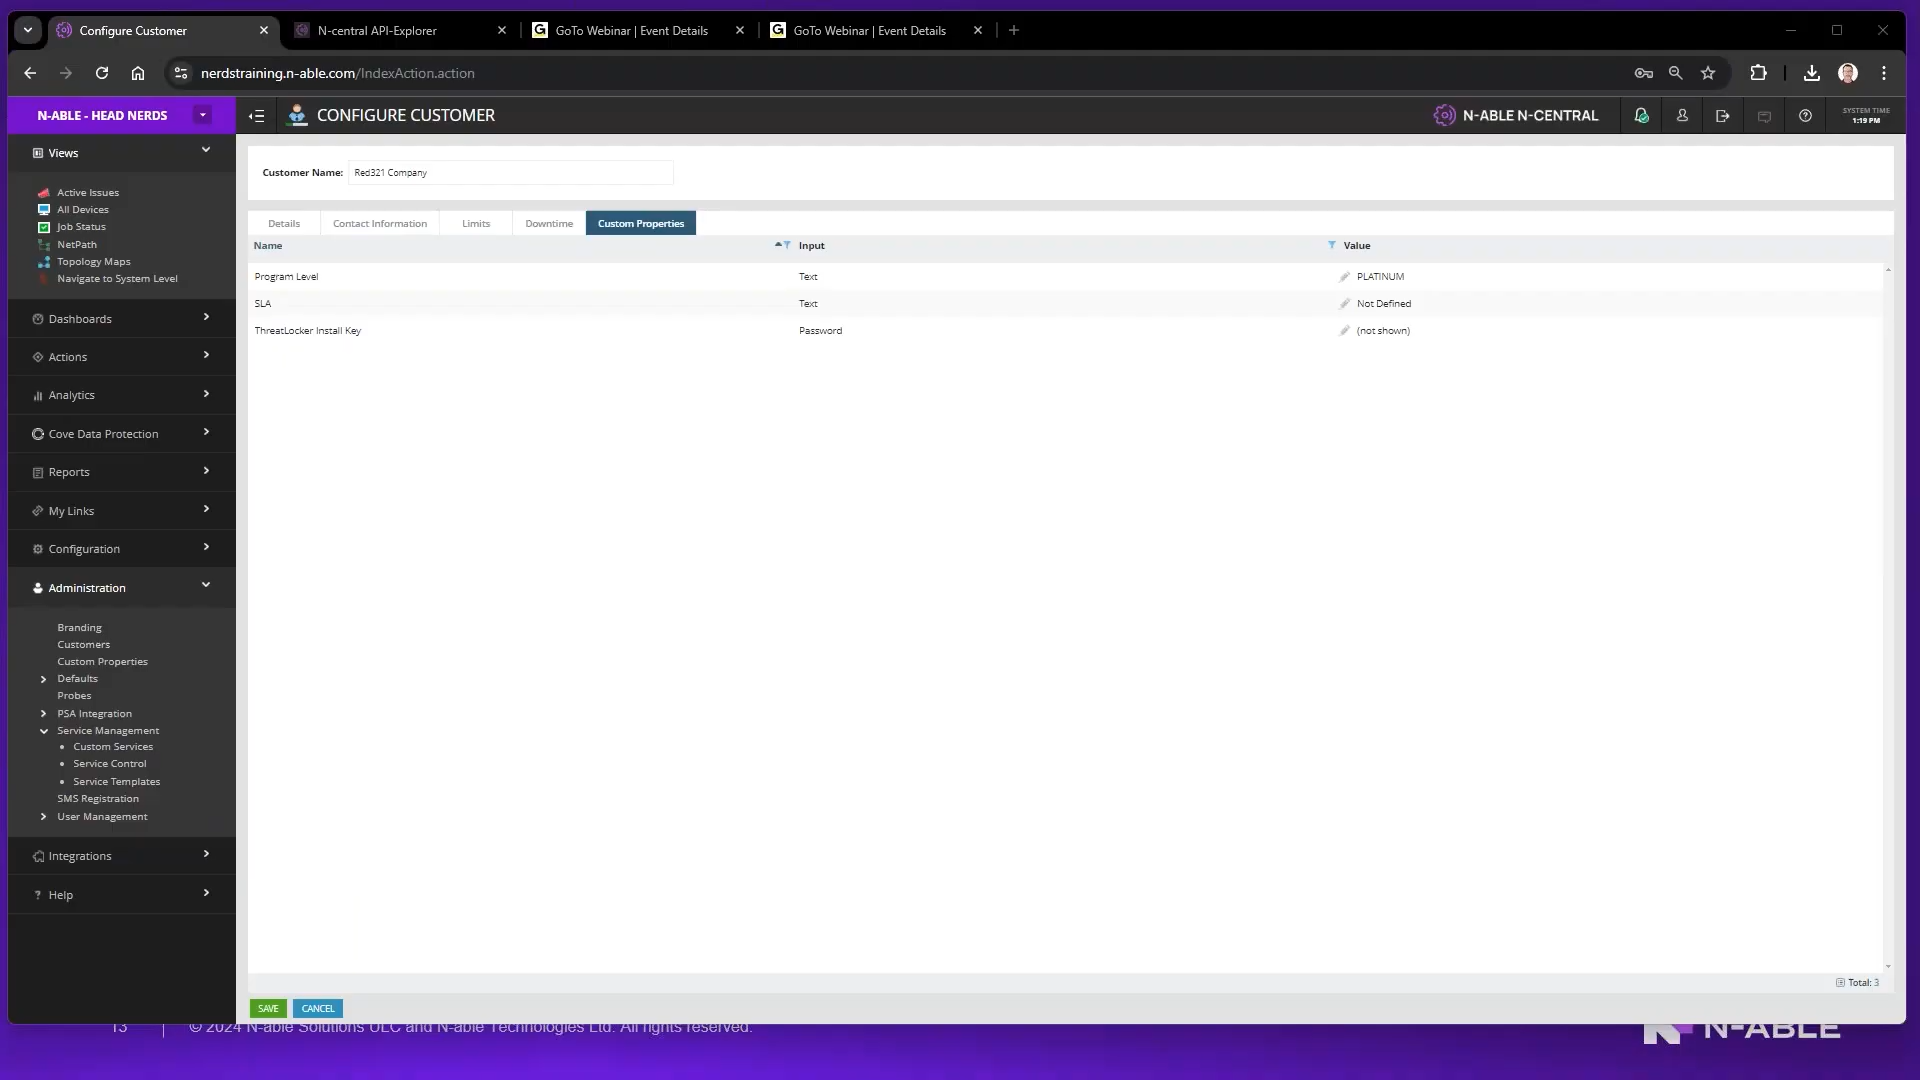 Configure Customer
N-central API-Explorer
GoTo Webinar | Event Details
GoTo Webinar | Event Details
nerdstraining.n-able.com/IndexAction.action
N-ABLE - HEAD NERDS
CONFIGURE CUSTOMER
N-ABLE N-CENTRAL
SYSTEM TIME
1:19 PM
Views
Active Issues
All Devices
Job Status
NetPath
Topology Maps
Navigate to System Level
Dashboards
Actions
Analytics
Cove Data Protection
Reports
My Links
Configuration
Administration
Branding
Customers
Custom Properties
Defaults
Probes
PSA Integration
Service Management
Custom Services
Service Control
Service Templates
SMS Registration
User Management
Integrations
Help
Customer Name: Red321 Company
Details Contact Information Limits Downtime Custom Properties
Name Input Value
Program Level Text PLATINUM
SLA Text Not Defined
ThreatLocker Install Key Password (not shown)
Total: 3
SAVE CANCEL
13 | © 2024 N-able Solutions ULC and N-able Technologies Ltd. All rights reserved.
N-ABLE